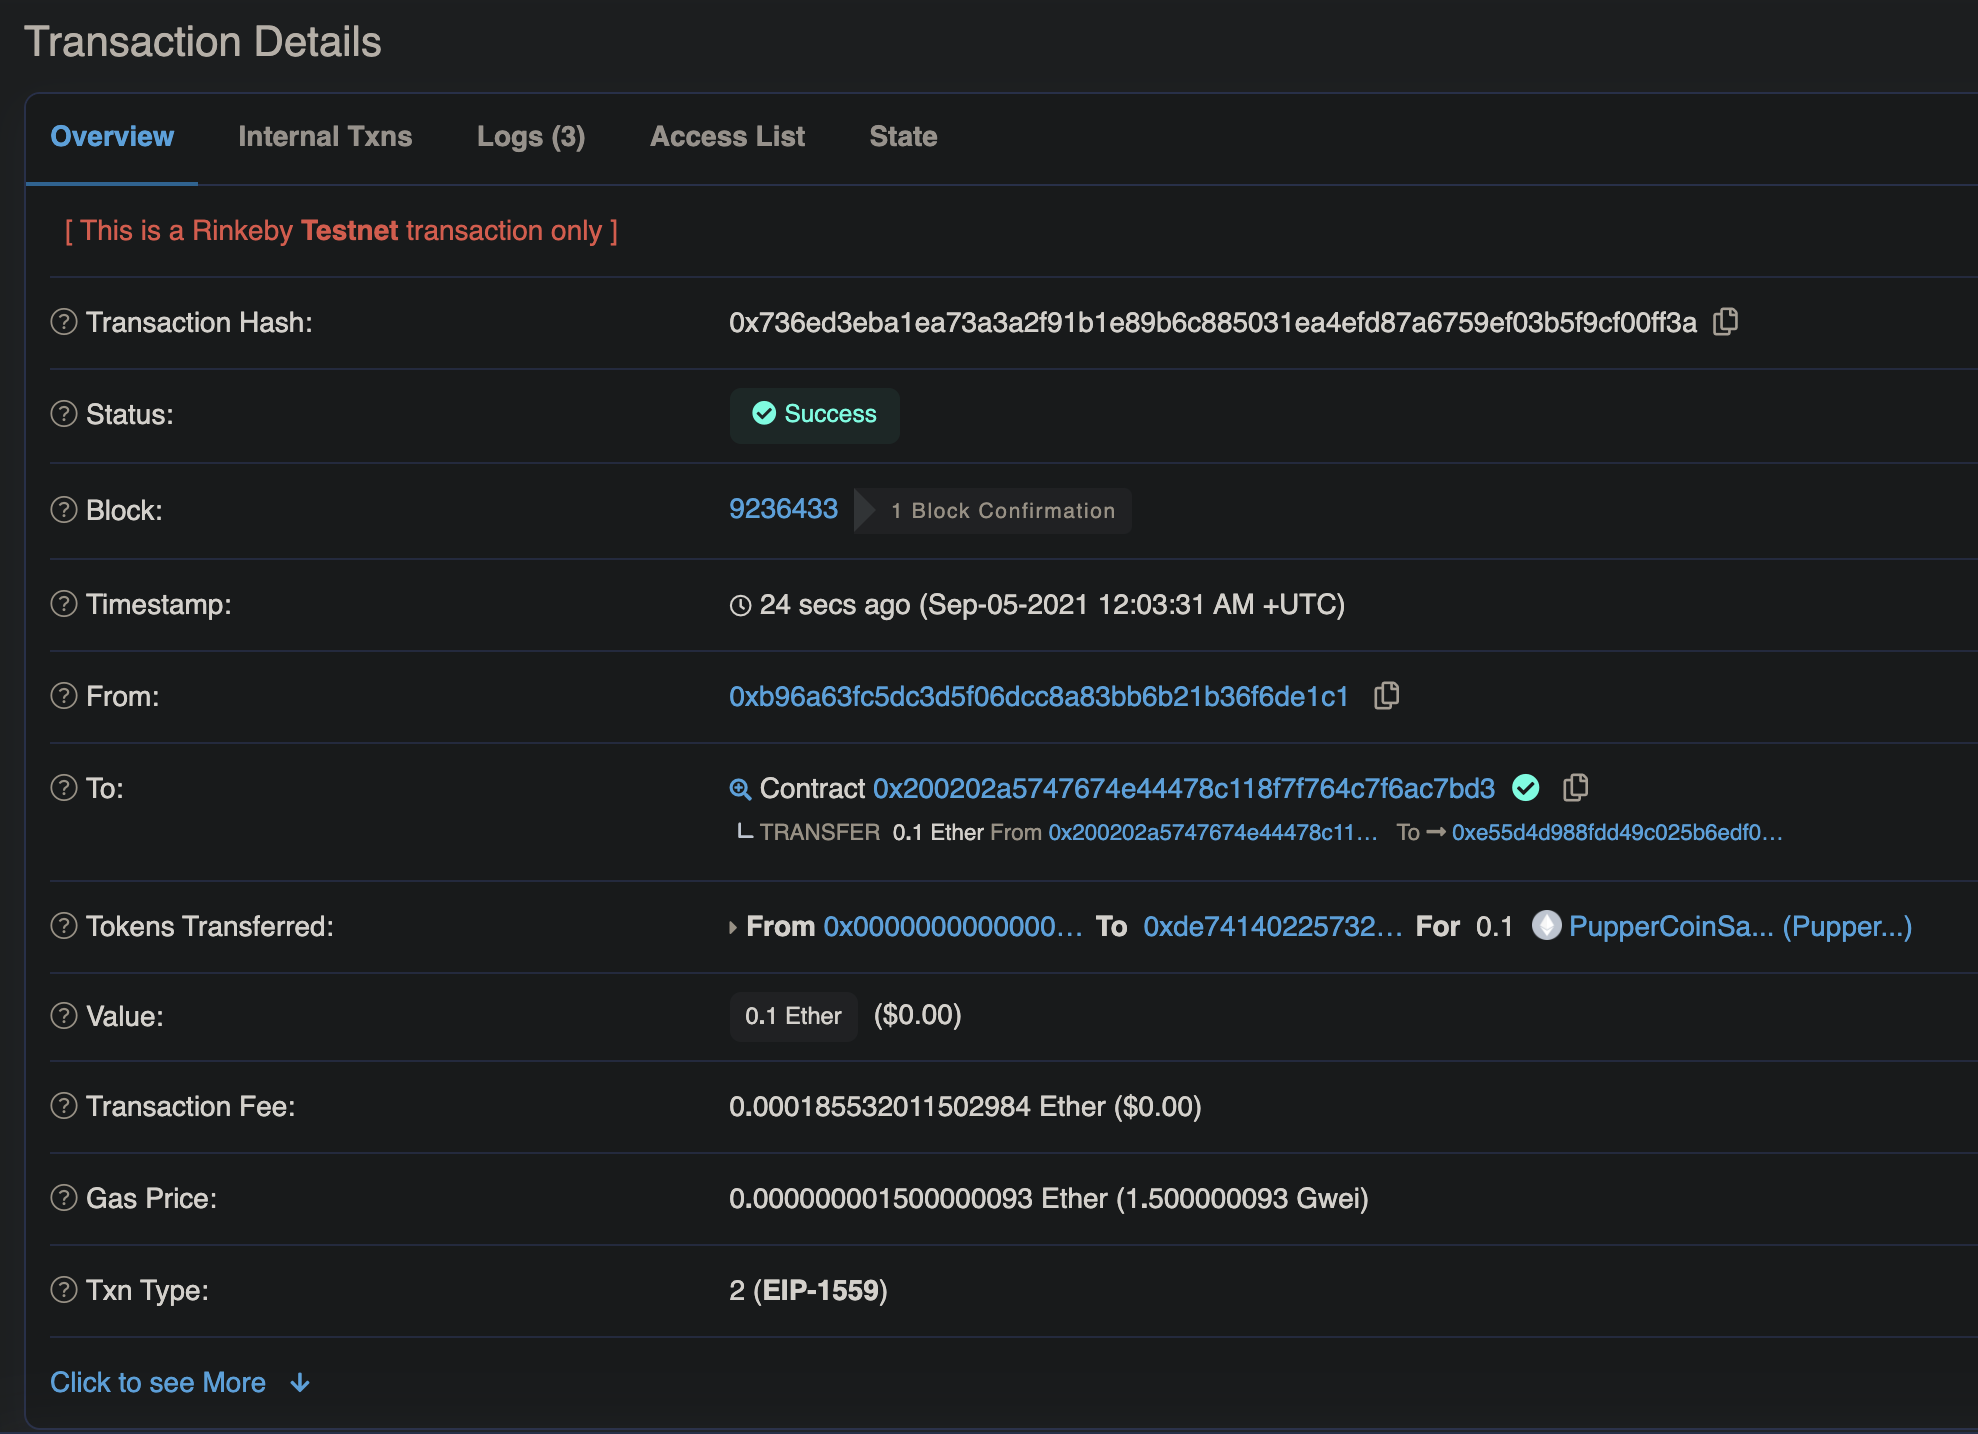 Transaction Details
Overview Internal Txns Logs (3) Access List State
[ This is a Rinkeby Testnet transaction only ]
Transaction Hash: 0x736ed3eba1ea73a3a2f91b1e89b6c885031ea4efd87a6759ef03b5f9cf00ff3a
Status: Success
Block: 9236433 1 Block Confirmation
Timestamp: 24 secs ago (Sep-05-2021 12:03:31 AM +UTC)
From: 0xb96a63fc5dc3d5f06dcc8a83bb6b21b36f6de1c1
To: Contract 0x200202a5747674e44478c118f7f764c7f6ac7bd3
TRANSFER 0.1 Ether From 0x200202a5747674e44478c11... To → 0xe55d4d988fdd49c025b6edf0...
Tokens Transferred: From 0x0000000000000... To 0xde74140225732... For 0.1 PupperCoinSa... (Pupper...)
Value: 0.1 Ether ($0.00)
Transaction Fee: 0.000185532011502984 Ether ($0.00)
Gas Price: 0.000000001500000093 Ether (1.500000093 Gwei)
Txn Type: 2 (EIP-1559)
Click to see More ↓